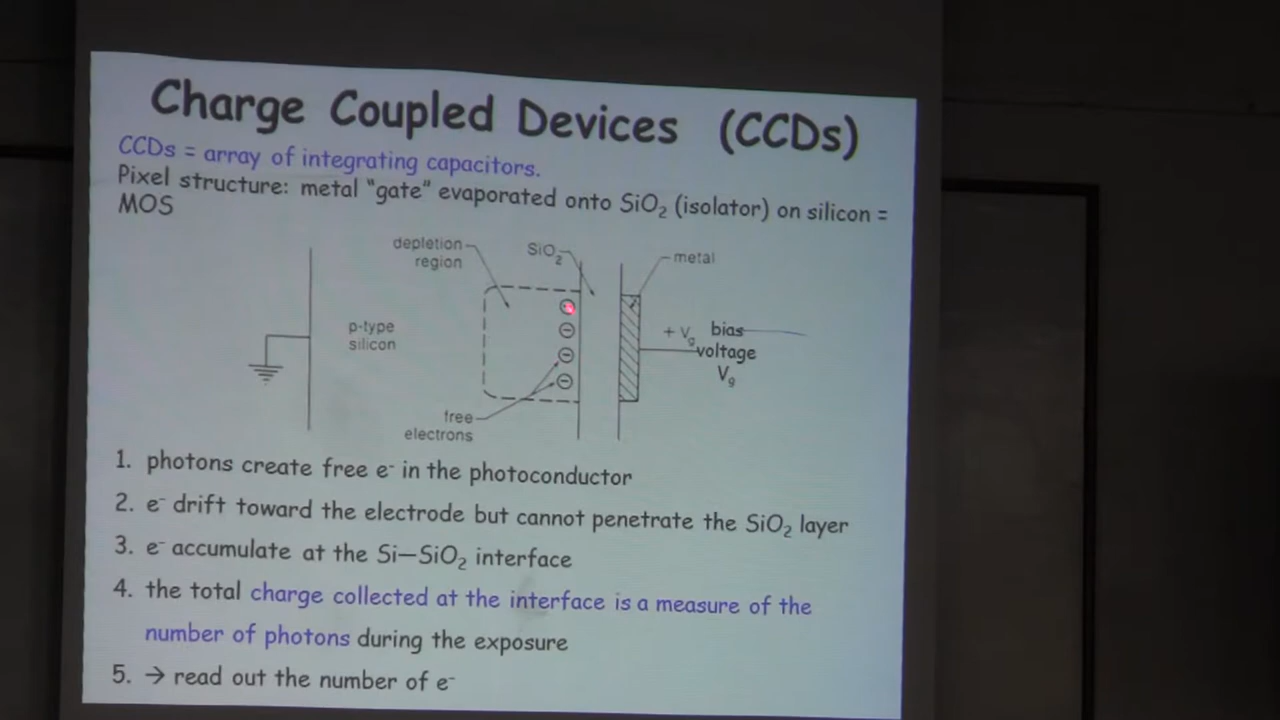 Charge Coupled Devices (CCDs)
CCDs = array of integrating capacitors.
Pixel structure: metal "gate" evaporated onto SiO₂ (isolator) on silicon =
MOS
depletion
region
SiO₂
metal
p-type
silicon
+ Vg
bias
voltage
Vg
free
electrons
1. photons create free e⁻ in the photoconductor
2. e⁻ drift toward the electrode but cannot penetrate the SiO₂ layer
3. e⁻ accumulate at the Si—SiO₂ interface
4. the total charge collected at the interface is a measure of the
number of photons during the exposure
5. → read out the number of e⁻